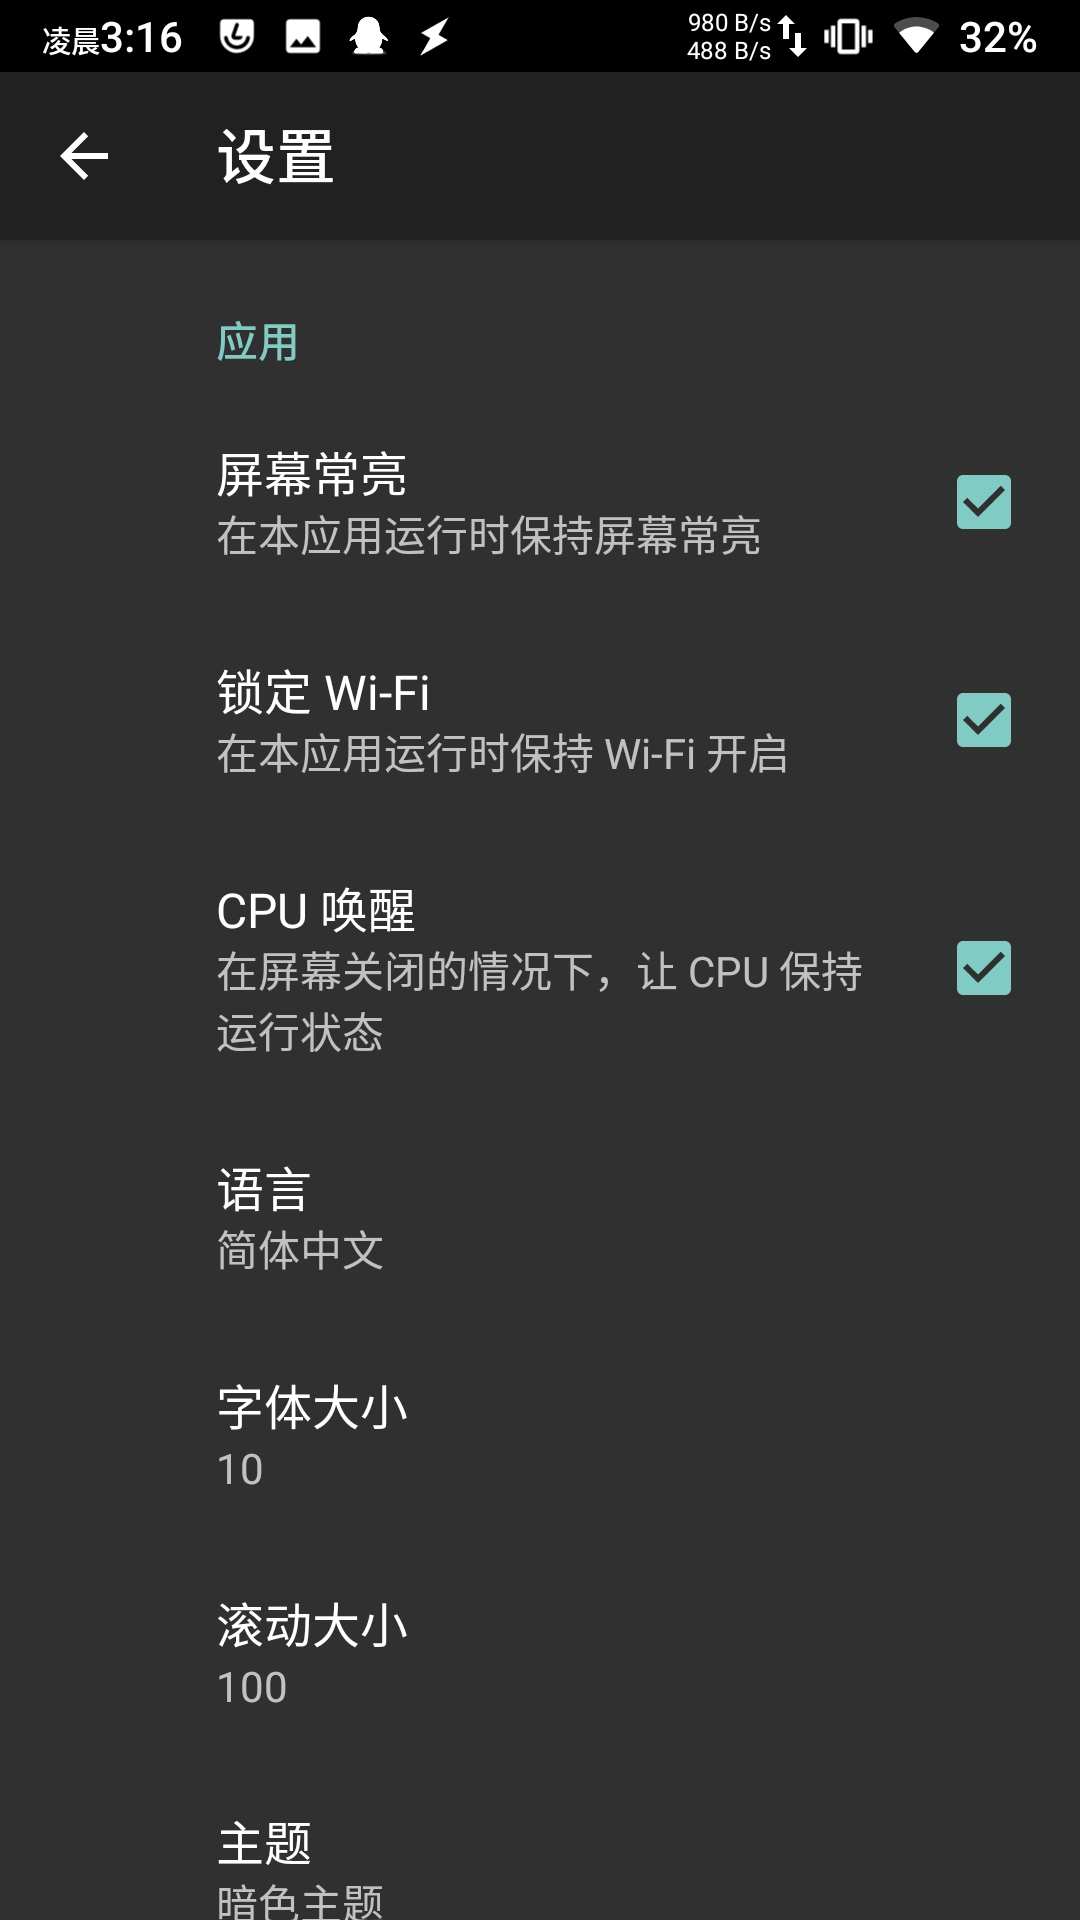 凌晨3:16
980 B/s
488 B/s
32%
设置
应用
屏幕常亮
在本应用运行时保持屏幕常亮
锁定 Wi-Fi
在本应用运行时保持 Wi-Fi 开启
CPU 唤醒
在屏幕关闭的情况下，让 CPU 保持
运行状态
语言
简体中文
字体大小
10
滚动大小
100
主题
暗色主题